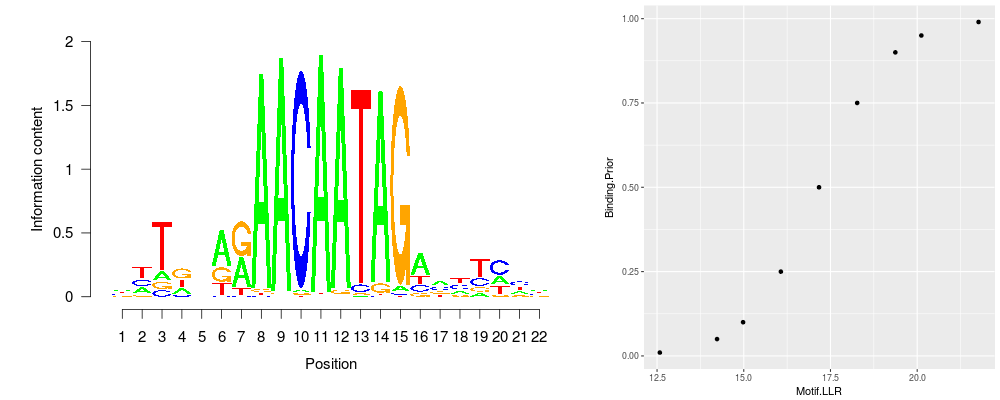 Information content
2
1.5
1
0.5
0
1 2 3 4 5 6 7 8 9 10 11 12 13 14 15 16 17 18 19 20 21 22
Position
T
T
A
G
G
T
A
G
T
G
A
A
A
C
A
A
T
A
G
A
T
C
Binding.Prior
1.00
0.75
0.50
0.25
0.00
12.5 15.0 17.5 20.0
Motif.LLR